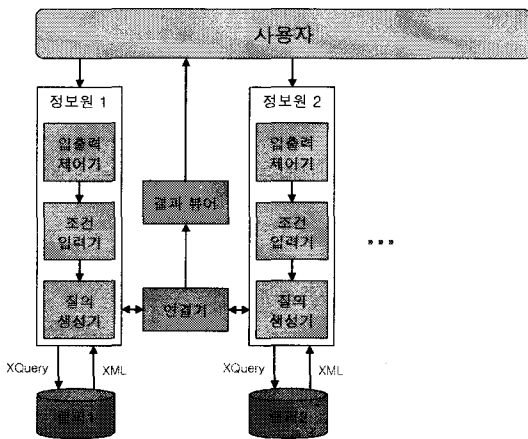 사용자
정보원 1
입출력
제어기
조건
입력기
질의
생성기
결과 뷰어
연결기
정보원 2
입출력
제어기
조건
입력기
질의
생성기
...
XQuery
XML
XQuery
XML